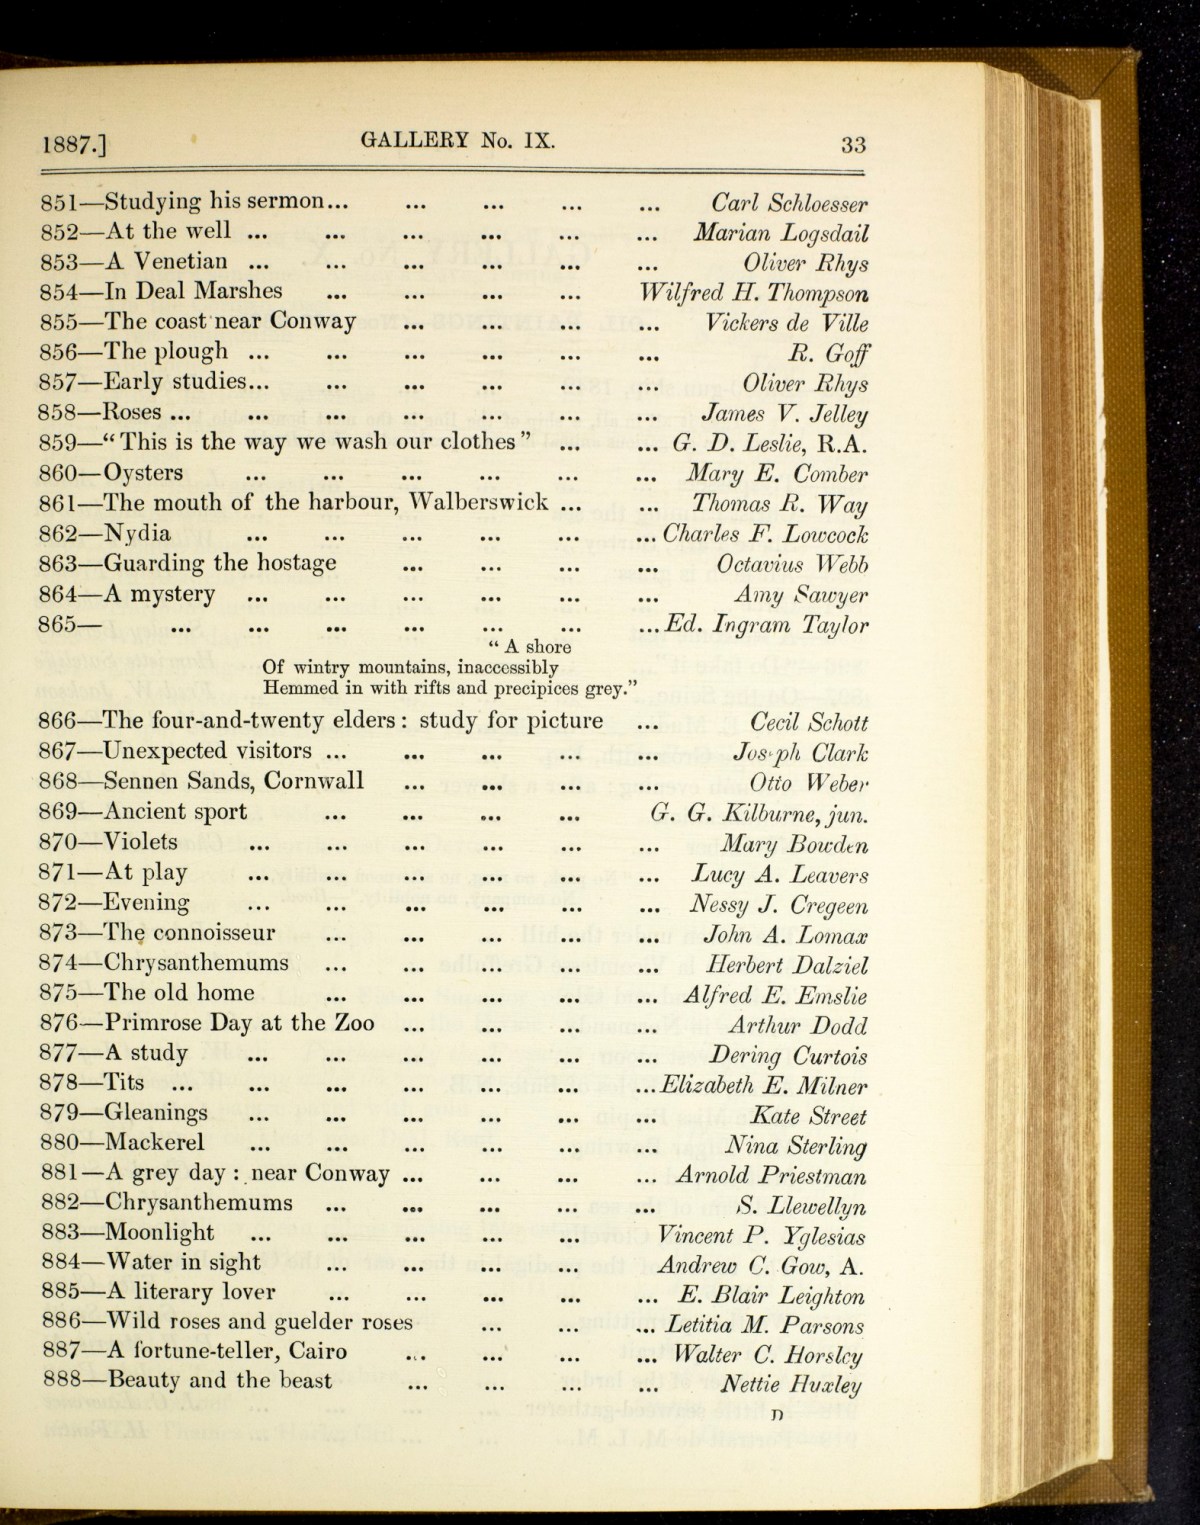 1887.] GALLERY No. IX. 33
851—Studying his sermon... ... ... ... ... Carl Schloesser
852—At the well ... ... ... ... ... ... Marian Logsdail
853—A Venetian ... ... ... ... ... ... Oliver Rhys
854—In Deal Marshes ... ... ... ... Wilfred H. Thompson
855—The coast near Conway ... ... ... ... Vickers de Ville
856—The plough ... ... ... ... ... ... R. Goff
857—Early studies... ... ... ... ... ... Oliver Rhys
858—Roses ... ... ... ... ... ... ... James V. Jelley
859—“This is the way we wash our clothes” ... ... G. D. Leslie, R.A.
860—Oysters ... ... ... ... ... ... Mary E. Comber
861—The mouth of the harbour, Walberswick ... ... Thomas R. Way
862—Nydia ... ... ... ... ... ... Charles F. Lowcock
863—Guarding the hostage ... ... ... ... Octavius Webb
864—A mystery ... ... ... ... ... ... Amy Sawyer
865— ... ... ... ... ... ... ... Ed. Ingram Taylor
“A shore
Of wintry mountains, inaccessibly
Hemmed in with rifts and precipices grey.”
866—The four-and-twenty elders: study for picture ... Cecil Schott
867—Unexpected visitors ... ... ... ... ... Joseph Clark
868—Sennen Sands, Cornwall ... ... ... ... Otto Weber
869—Ancient sport ... ... ... ... G. G. Kilburne, jun.
870—Violets ... ... ... ... ... ... Mary Bowden
871—At play ... ... ... ... ... ... Lucy A. Leavers
872—Evening ... ... ... ... ... ... Nessy J. Cregeen
873—The connoisseur ... ... ... ... ... John A. Lomax
874—Chrysanthemums ... ... ... ... ... Herbert Dalziel
875—The old home ... ... ... ... ... Alfred E. Emslie
876—Primrose Day at the Zoo ... ... ... ... Arthur Dodd
877—A study ... ... ... ... ... ... Dering Curtois
878—Tits ... ... ... ... ... ... ... Elizabeth E. Milner
879—Gleanings ... ... ... ... ... ... Kate Street
880—Mackerel ... ... ... ... ... ... Nina Sterling
881—A grey day: near Conway ... ... ... ... Arnold Priestman
882—Chrysanthemums ... ... ... ... ... S. Llewellyn
883—Moonlight ... ... ... ... ... Vincent P. Yglesias
884—Water in sight ... ... ... ... Andrew C. Gow, A.
885—A literary lover ... ... ... ... ... E. Blair Leighton
886—Wild roses and guelder roses ... ... ... Letitia M. Parsons
887—A fortune-teller, Cairo ... ... ... ... Walter C. Horsley
888—Beauty and the beast ... ... ... ... Nettie Huxley
D